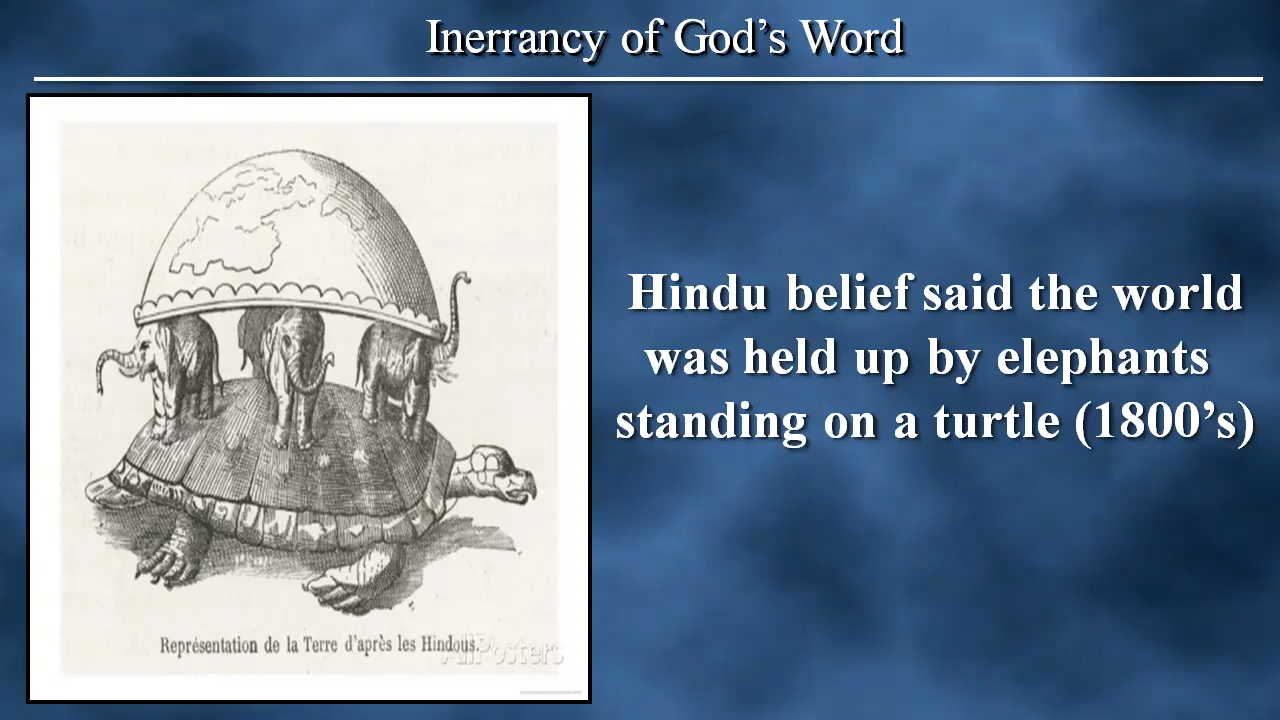 Inerrancy of God’s Word
Hindu belief said the world
was held up by elephants
standing on a turtle (1800’s)
Représentation de la Terre d'après les Hindous.
AllPosters